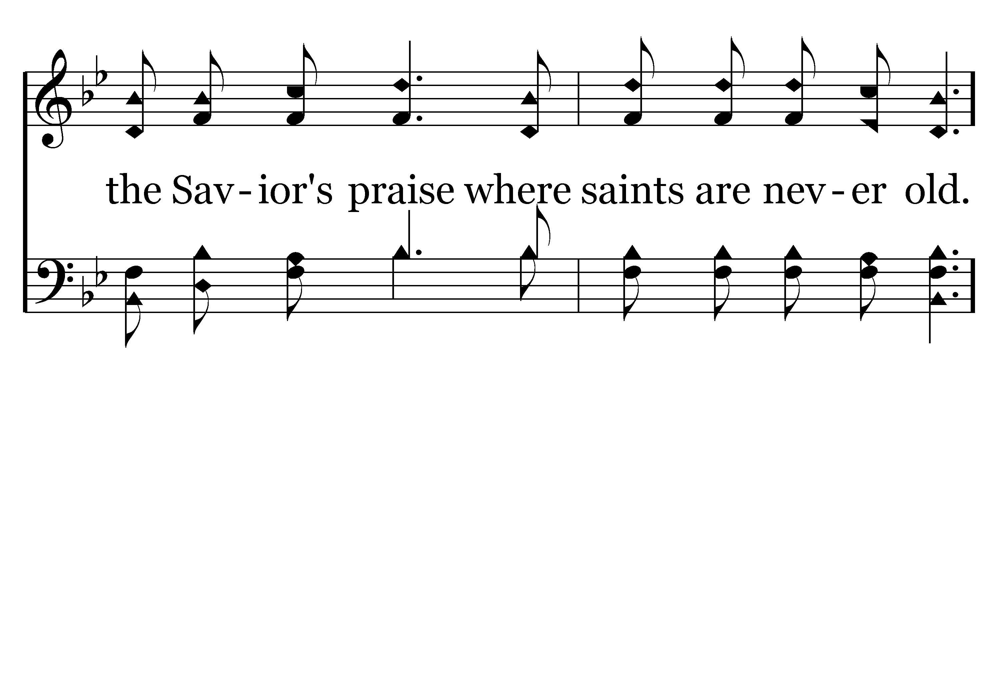 the Sav-ior's praise where saints are nev-er old.